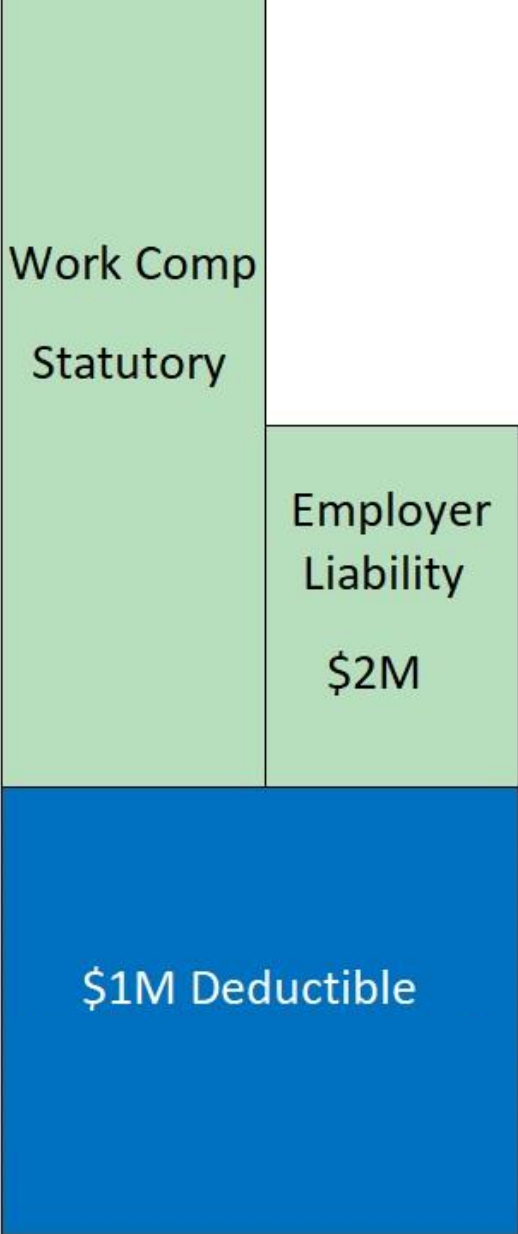 Work Comp
Statutory
Employer
Liability
$2M
$1M Deductible